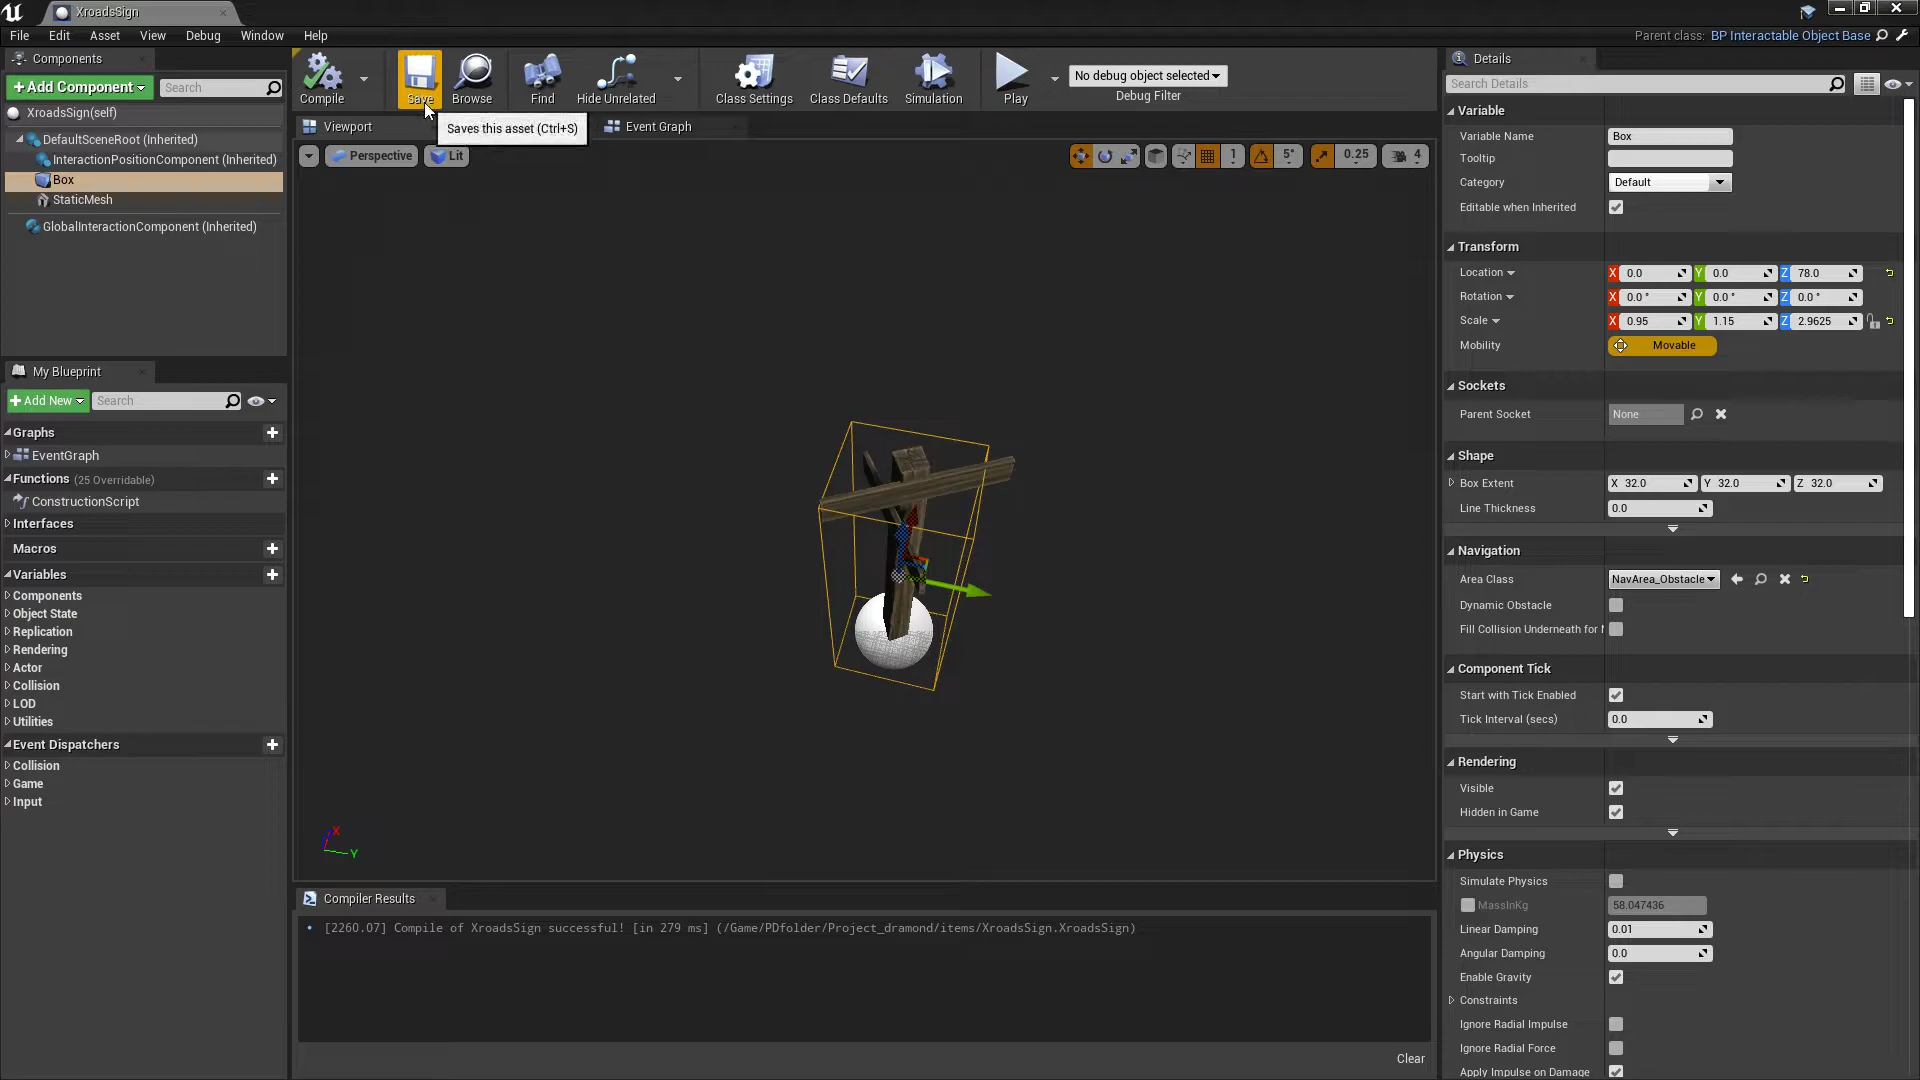 XroadsSign
File Edit Asset View Debug Window Help
Parent class: BP Interactable Object Base
Components
+Add Component
Search
XroadsSign(self)
DefaultSceneRoot (Inherited)
InteractionPositionComponent (Inherited)
Box
StaticMesh
GlobalInteractionComponent (Inherited)
My Blueprint
+Add New
Search
Graphs
EventGraph
Functions (25 Overridable)
ConstructionScript
Interfaces
Macros
Variables
Components
Object State
Replication
Rendering
Actor
Collision
LOD
Utilities
Event Dispatchers
Collision
Game
Input
Compile
Save
Browse
Find
Hide Unrelated
Class Settings
Class Defaults
Simulation
Play
No debug object selected
Debug Filter
Saves this asset (Ctrl+S)
Viewport
Event Graph
Perspective
Lit
1
5°
0.25
4
X
Y
Compiler Results
[2260.07] Compile of XroadsSign successful! [in 279 ms] (/Game/PDfolder/Project_dramond/items/XroadsSign.XroadsSign)
Clear
Details
Search Details
Variable
Variable Name Box
Tooltip
Category Default
Editable when Inherited
Transform
Location X 0.0 Y 0.0 Z 78.0
Rotation X 0.0 ° Y 0.0 ° Z 0.0 °
Scale X 0.95 Y 1.15 Z 2.9625
Mobility Movable
Sockets
Parent Socket None
Shape
Box Extent X 32.0 Y 32.0 Z 32.0
Line Thickness 0.0
Navigation
Area Class NavArea_Obstacle
Dynamic Obstacle
Fill Collision Underneath for
Component Tick
Start with Tick Enabled
Tick Interval (secs) 0.0
Rendering
Visible
Hidden in Game
Physics
Simulate Physics
MassInKg 58.047436
Linear Damping 0.01
Angular Damping 0.0
Enable Gravity
Constraints
Ignore Radial Impulse
Ignore Radial Force
Apply Impulse on Damage